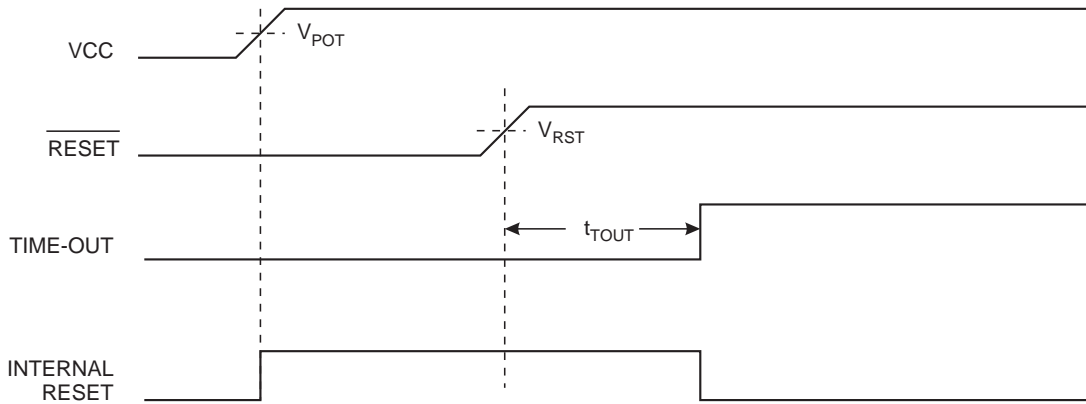 VCC
VPOT
RESET
VRST
TIME-OUT
tTOUT
INTERNAL
RESET